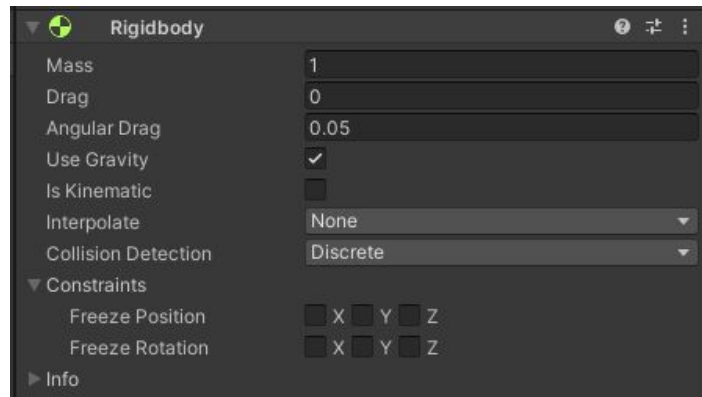 Rigidbody
Mass 1
Drag 0
Angular Drag 0.05
Use Gravity
Is Kinematic
Interpolate None
Collision Detection Discrete
Constraints
Freeze Position X Y Z
Freeze Rotation X Y Z
Info